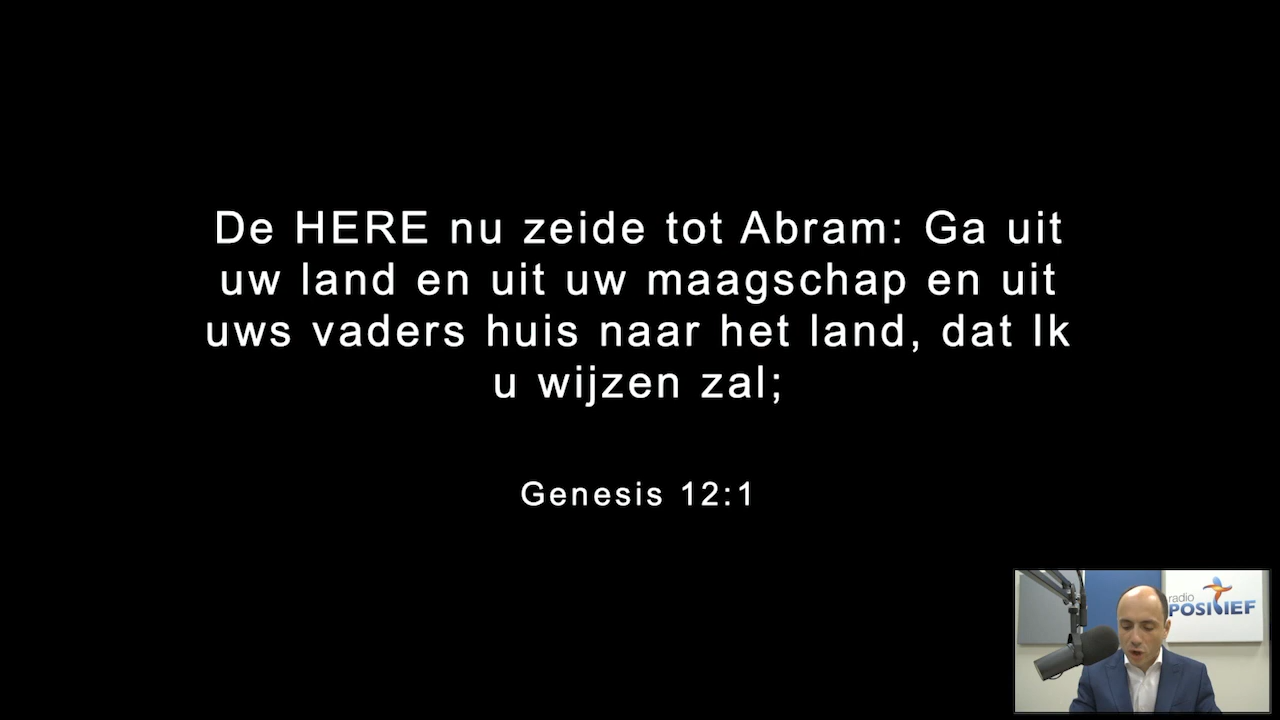 De HERE nu zeide tot Abram: Ga uit
uw land en uit uw maagschap en uit
uws vaders huis naar het land, dat Ik
u wijzen zal;
Genesis 12:1
radio
POSITIEF